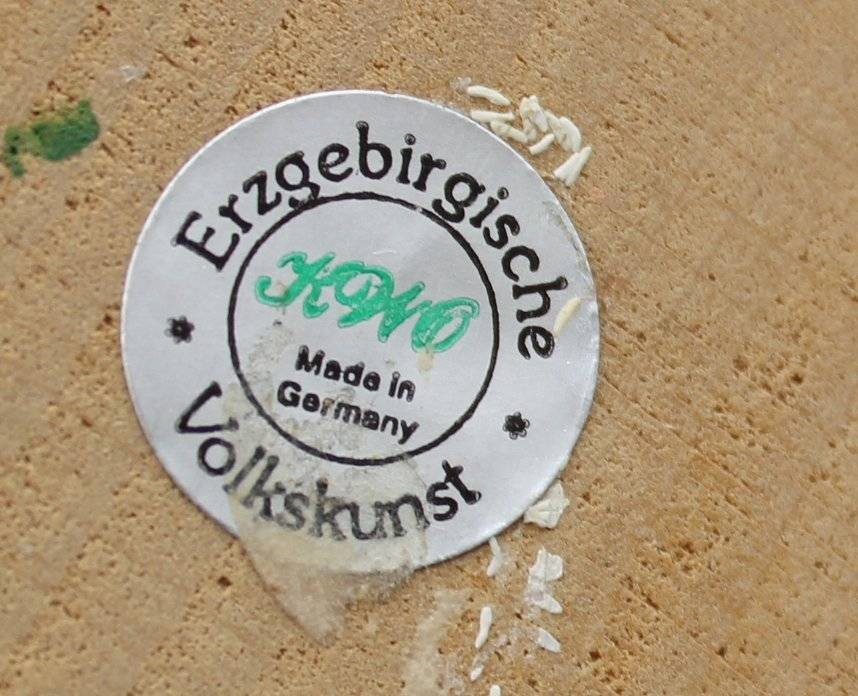 Erzgebirgische
KWO
Made in
Germany
Volkskunst